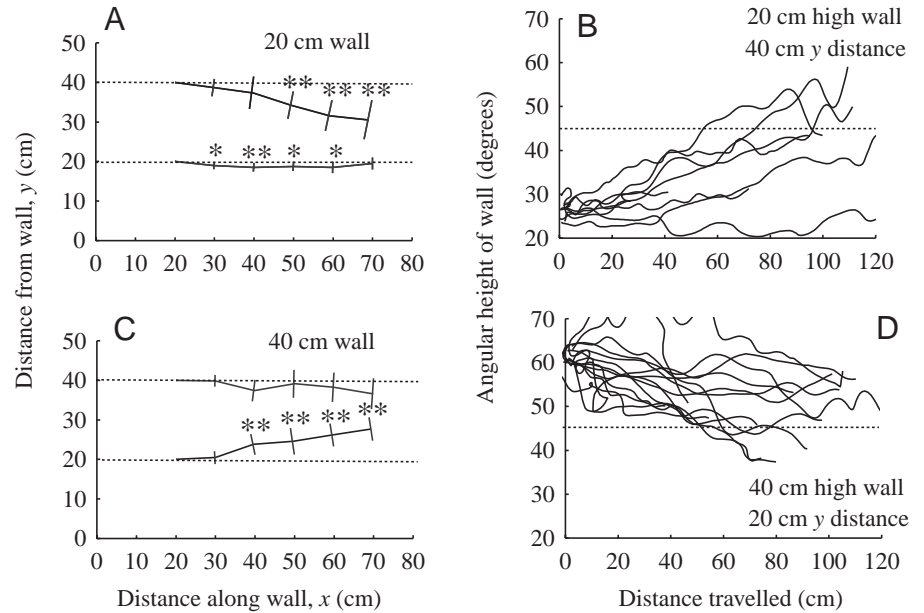 A
20 cm wall
50
40
30
20
10
0
** ** **
* ** * *
0 10 20 30 40 50 60 70 80
B
20 cm high wall
40 cm y distance
70
60
50
40
30
20
0 20 40 60 80 100 120
C
40 cm wall
50
40
30
20
10
0
** ** ** **
0 10 20 30 40 50 60 70 80
D
70
60
50
40
30
20
40 cm high wall
20 cm y distance
0 20 40 60 80 100 120
Distance from wall, y (cm)
Angular height of wall (degrees)
Distance along wall, x (cm)
Distance travelled (cm)